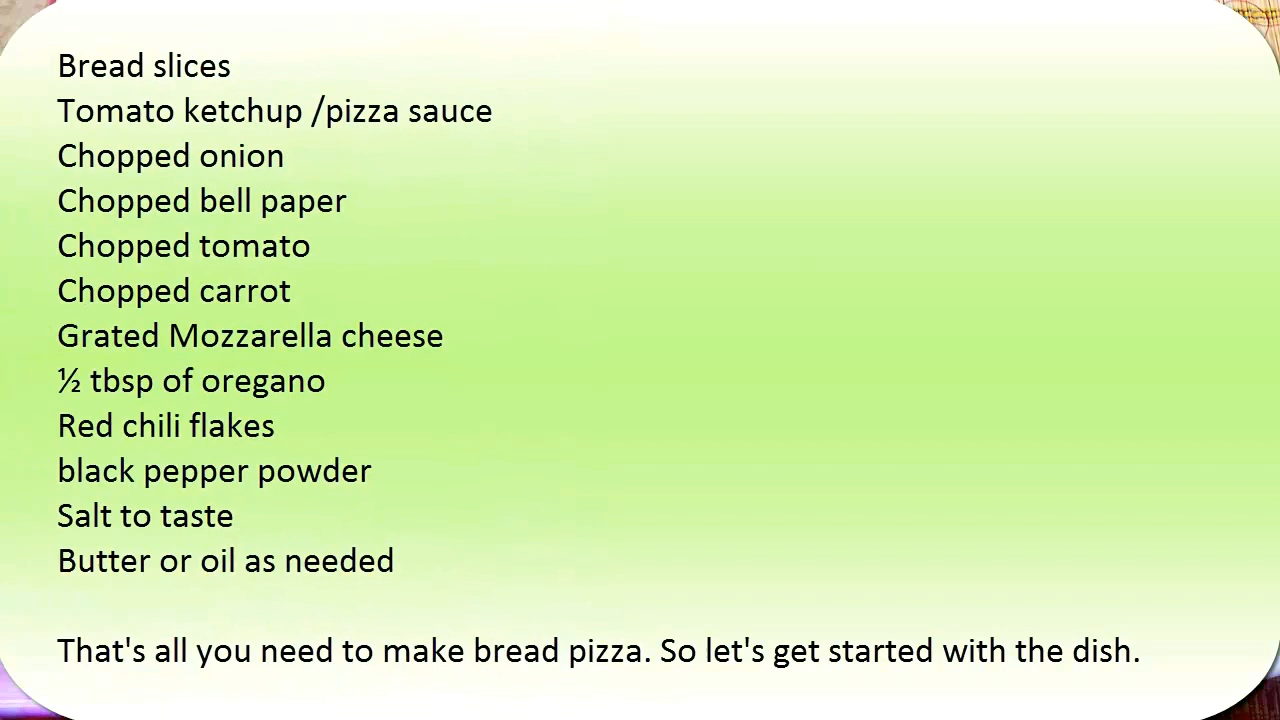 Bread slices
Tomato ketchup /pizza sauce
Chopped onion
Chopped bell paper
Chopped tomato
Chopped carrot
Grated Mozzarella cheese
½ tbsp of oregano
Red chili flakes
black pepper powder
Salt to taste
Butter or oil as needed
That's all you need to make bread pizza. So let's get started with the dish.